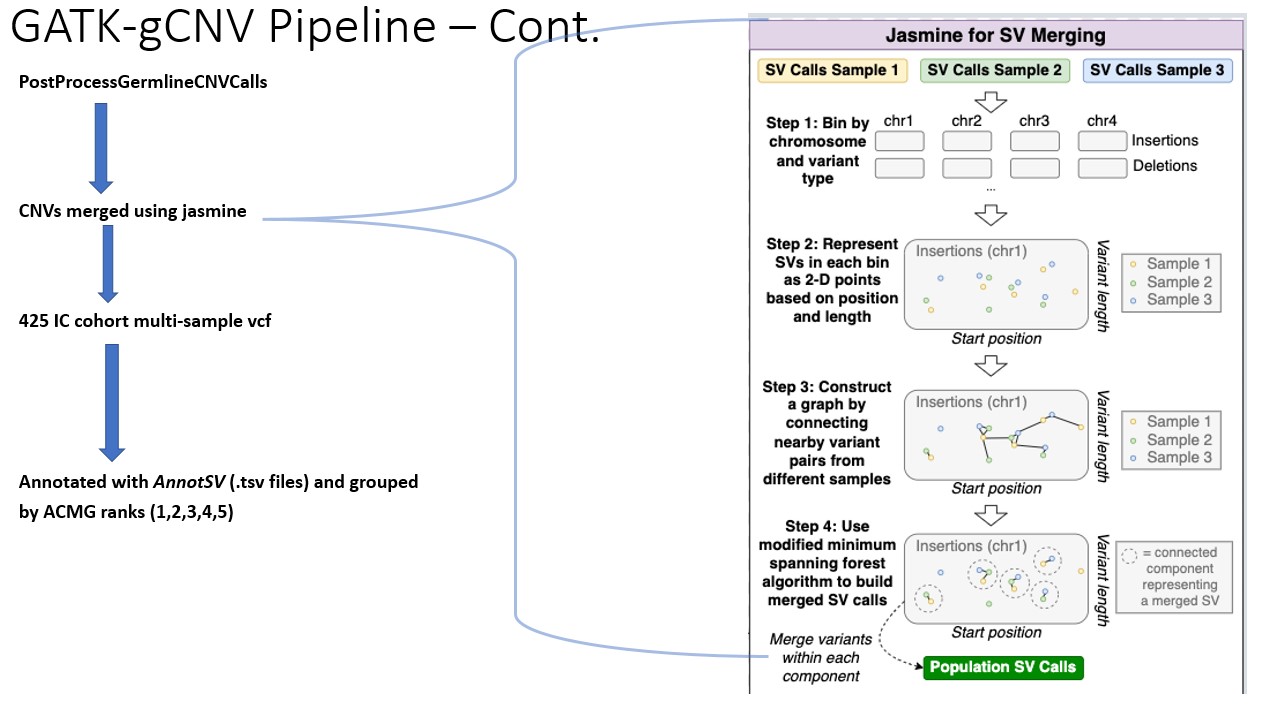 GATK-gCNV Pipeline – Cont.
PostProcessGermlineCNVCalls
CNVs merged using jasmine
425 IC cohort multi-sample vcf
Annotated with AnnotSV (.tsv files) and grouped
by ACMG ranks (1,2,3,4,5)
Jasmine for SV Merging
SV Calls Sample 1
SV Calls Sample 2
SV Calls Sample 3
Step 1: Bin by
chromosome
and variant
type
chr1 chr2 chr3 chr4
Insertions
Deletions
...
Step 2: Represent
SVs in each bin
as 2-D points
based on position
and length
Insertions (chr1)
Variant length
Start position
Sample 1
Sample 2
Sample 3
Step 3: Construct
a graph by
connecting
nearby variant
pairs from
different samples
Insertions (chr1)
Variant length
Start position
Sample 1
Sample 2
Sample 3
Step 4: Use
modified minimum
spanning forest
algorithm to build
merged SV calls
Insertions (chr1)
Variant length
Start position
= connected
component
representing
a merged SV
Merge variants
within each
component
Population SV Calls